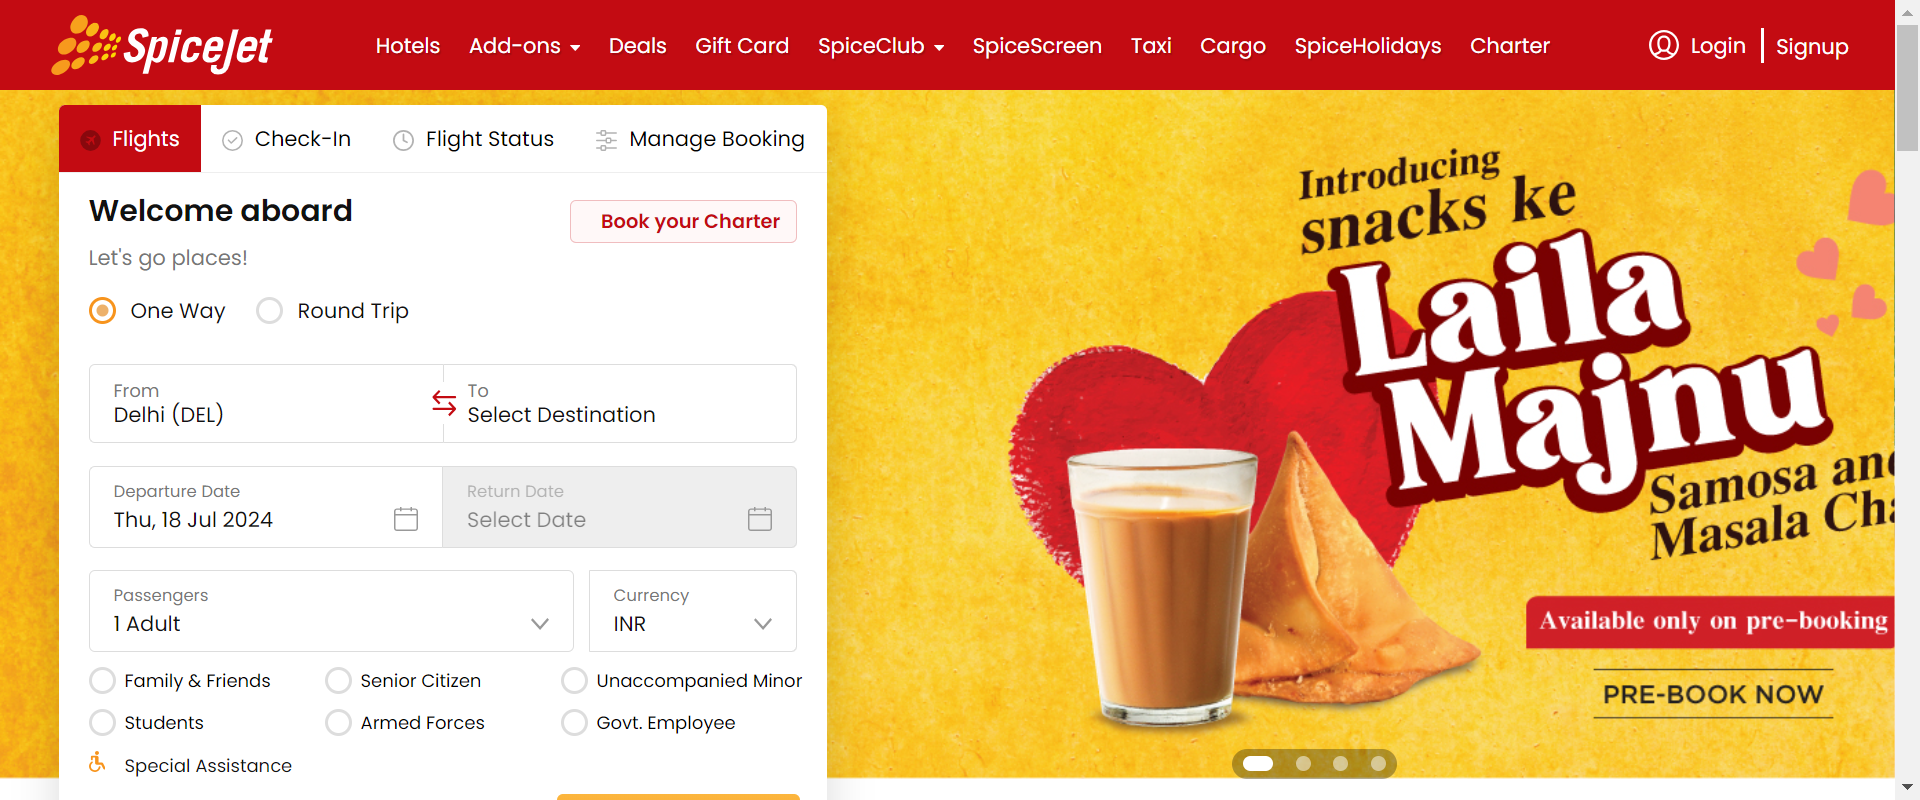 SpiceJet
Hotels
Add-ons
Deals
Gift Card
SpiceClub
SpiceScreen
Taxi
Cargo
SpiceHolidays
Charter
Login
Signup
Flights
Check-In
Flight Status
Manage Booking
Welcome aboard
Book your Charter
Let's go places!
One Way
Round Trip
From
Delhi (DEL)
To
Select Destination
Departure Date
Thu, 18 Jul 2024
Return Date
Select Date
Passengers
1 Adult
Currency
INR
Family & Friends
Senior Citizen
Unaccompanied Minor
Students
Armed Forces
Govt. Employee
Special Assistance
Introducing
snacks ke
Laila
Majnu
Samosa
Masala
Available only on pre-booking
PRE-BOOK NOW